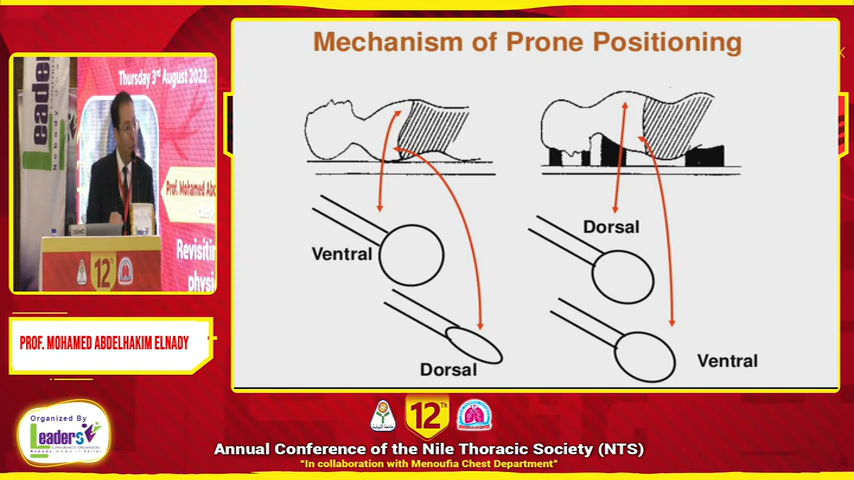 Mechanism of Prone Positioning
Ventral
Dorsal
Dorsal
Ventral
Thursday 3rd August 2023
Prof. Mohamed
Revisitin
physi
12
PROF. MOHAMED ABDELHAKIM ELNADY
Organized By
Leaders
12Th
Annual Conference of the Nile Thoracic Society (NTS)
"In collaboration with Menoufia Chest Department"